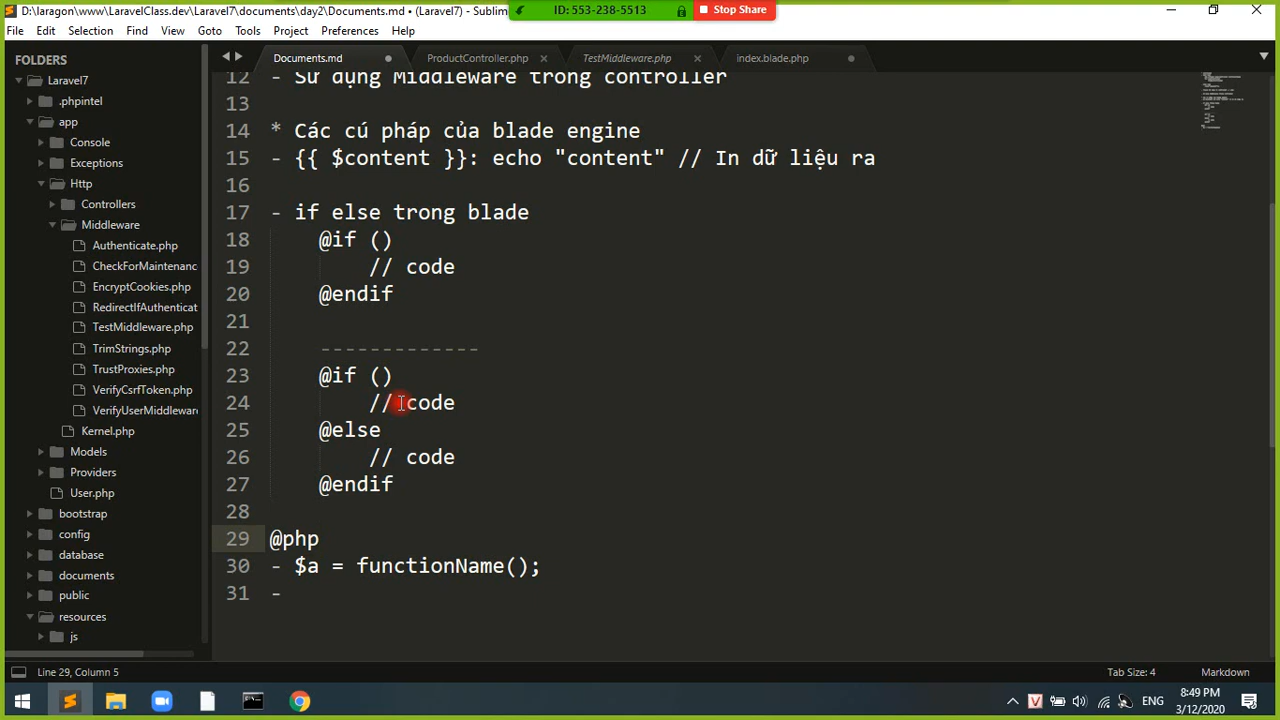 D:\laragon\www\LaravelClass.dev\Laravel7\documents\day2\Documents.md • (Laravel7) - Sublim
ID: 553-238-5513
Stop Share
File Edit Selection Find View Goto Tools Project Preferences Help
FOLDERS
Laravel7
.phpintel
app
Console
Exceptions
Http
Controllers
Middleware
Authenticate.php
CheckForMaintenanc
EncryptCookies.php
RedirectIfAuthenticat
TestMiddleware.php
TrimStrings.php
TrustProxies.php
VerifyCsrfToken.php
VerifyUserMiddleware
Kernel.php
Models
Providers
User.php
bootstrap
config
database
documents
public
resources
js
Documents.md ProductController.php TestMiddleware.php index.blade.php
12 - Sử dụng Middleware trong controller
13
14 * Các cú pháp của blade engine
15 - {{ $content }}: echo "content" // In dữ liệu ra
16
17 - if else trong blade
18 @if ()
19 // code
20 @endif
21
22 -------------
23 @if ()
24 // code
25 @else
26 // code
27 @endif
28
29 @php
30 - $a = functionName();
31 -
Line 29, Column 5
Tab Size: 4
Markdown
ENG
8:49 PM
3/12/2020